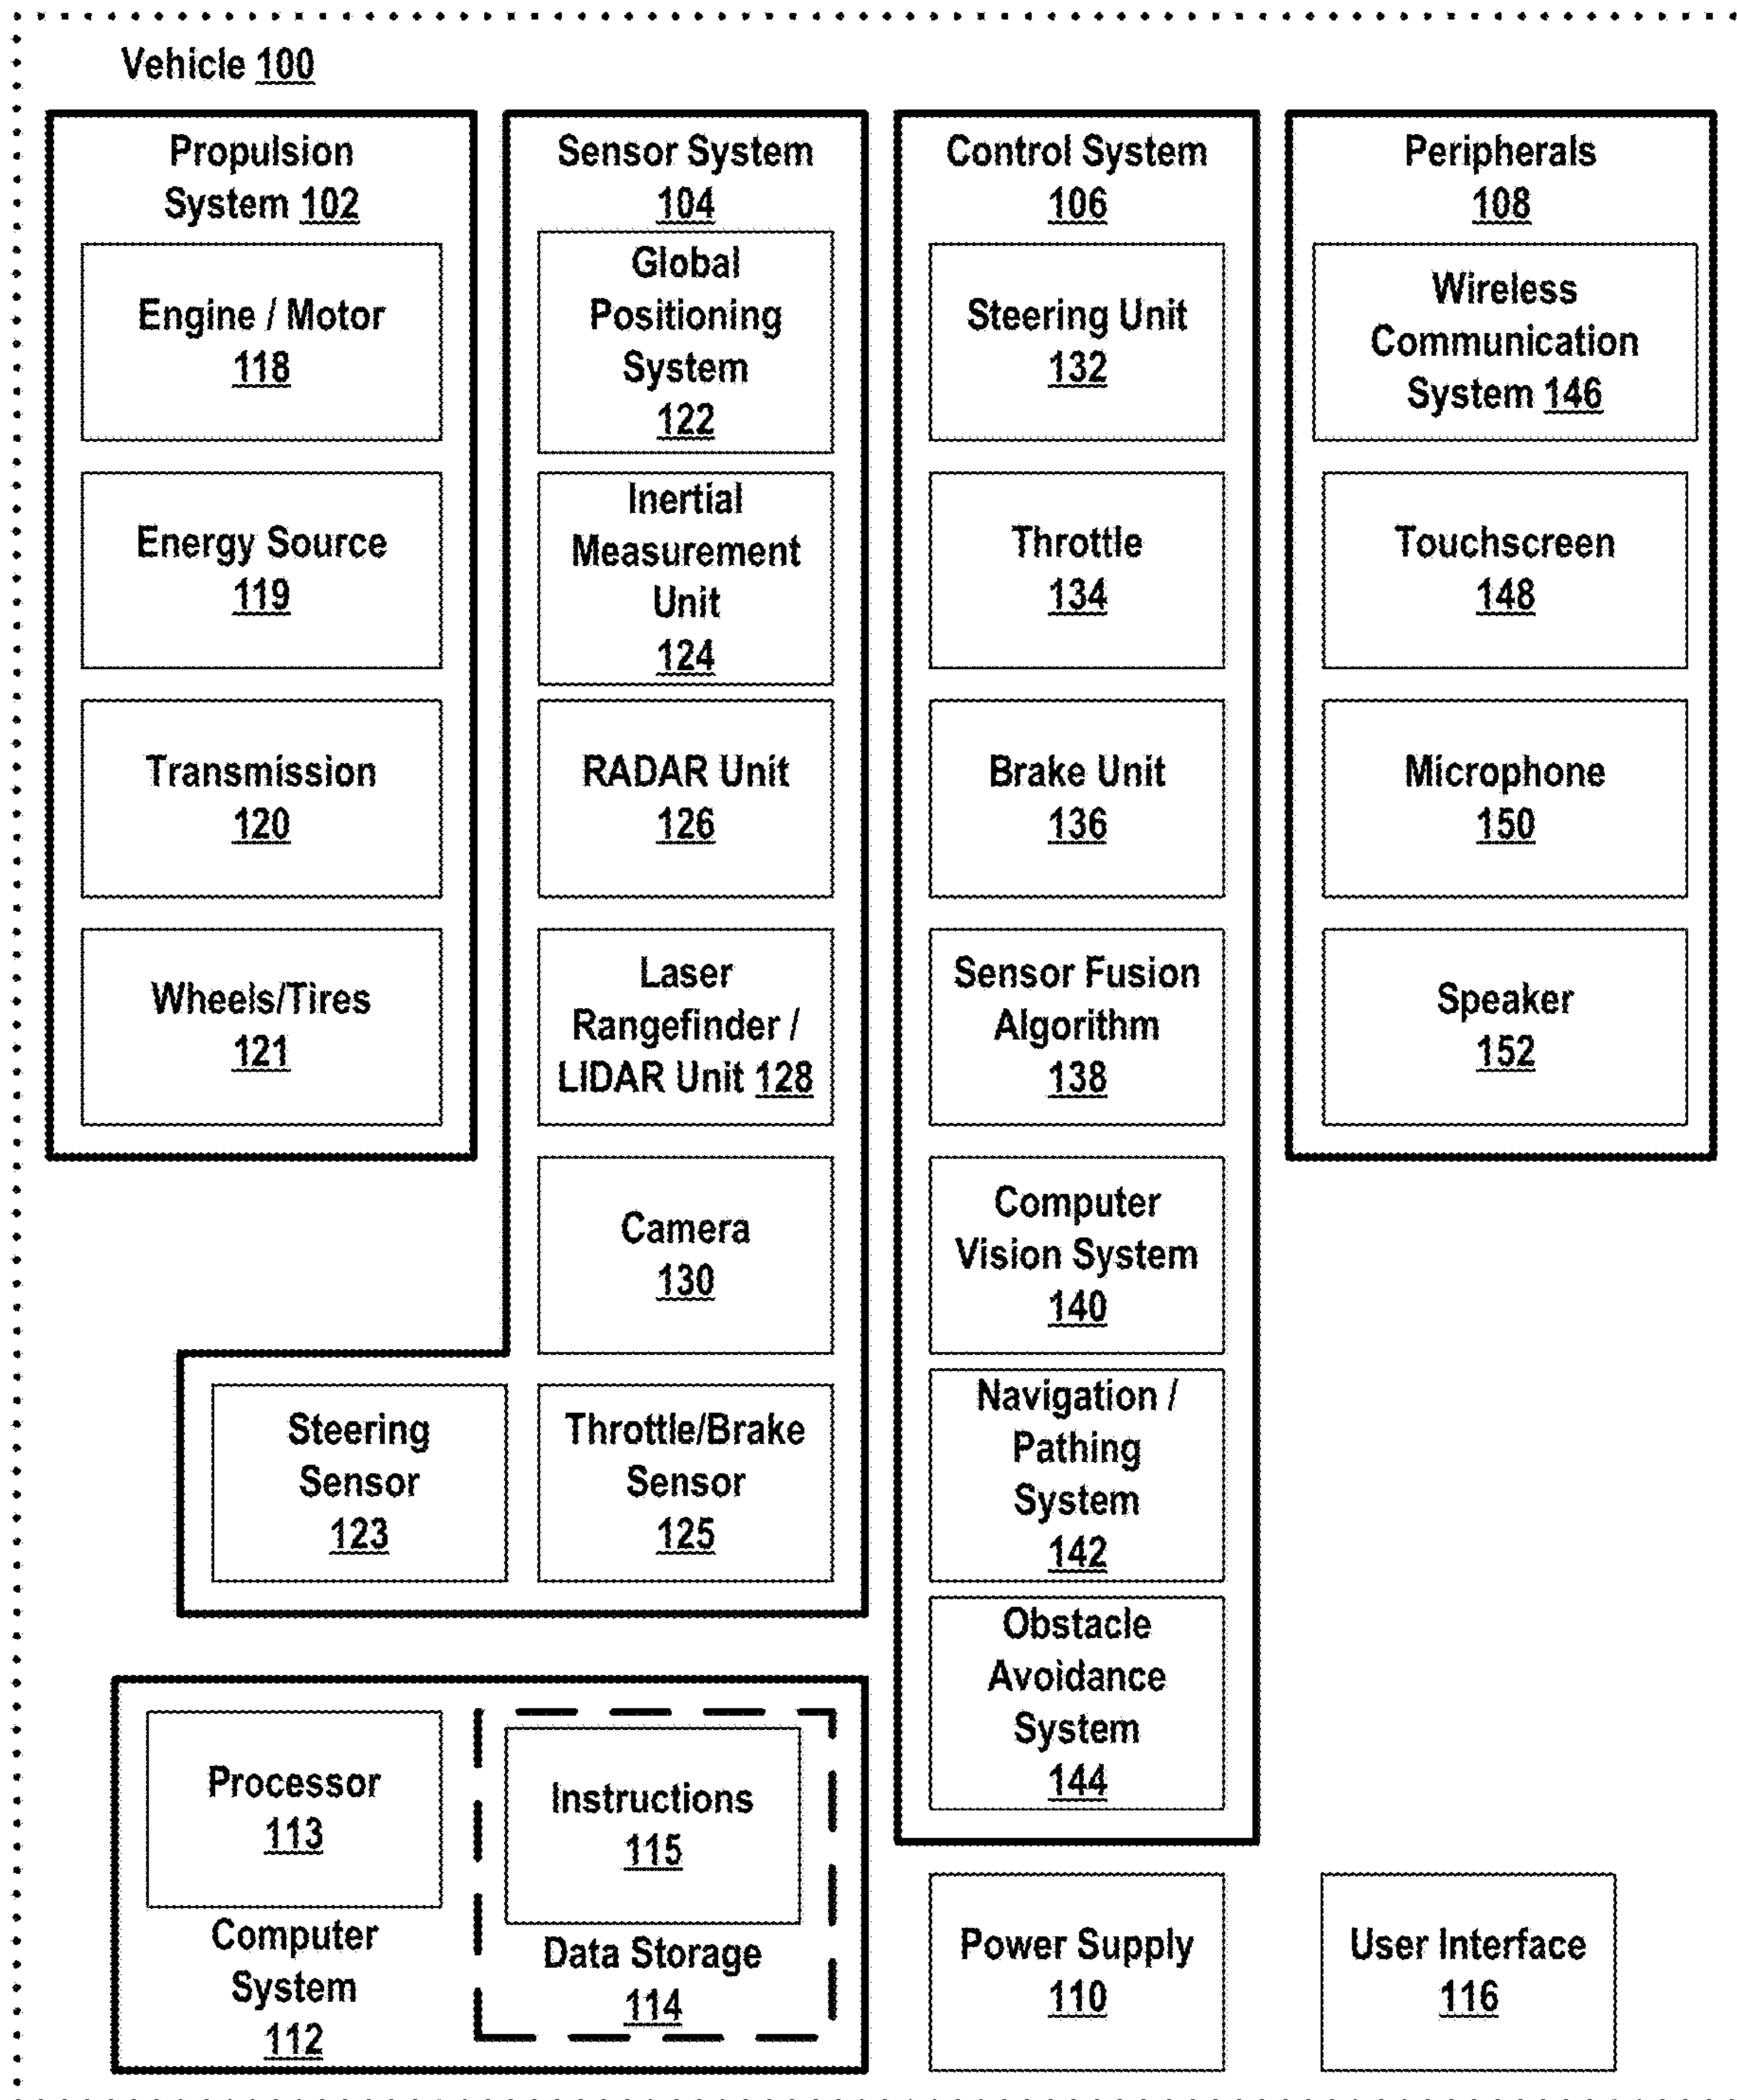 Vehicle 100
Propulsion
System 102
Engine / Motor
118
Energy Source
119
Transmission
120
Wheels/Tires
121
Sensor System
104
Global
Positioning
System
122
Inertial
Measurement
Unit
124
RADAR Unit
126
Laser
Rangefinder /
LIDAR Unit 128
Camera
130
Steering
Sensor
123
Throttle/Brake
Sensor
125
Control System
106
Steering Unit
132
Throttle
134
Brake Unit
136
Sensor Fusion
Algorithm
138
Computer
Vision System
140
Navigation /
Pathing
System
142
Obstacle
Avoidance
System
144
Peripherals
108
Wireless
Communication
System 146
Touchscreen
148
Microphone
150
Speaker
152
Processor
113
Computer
System
112
Instructions
115
Data Storage
114
Power Supply
110
User Interface
116